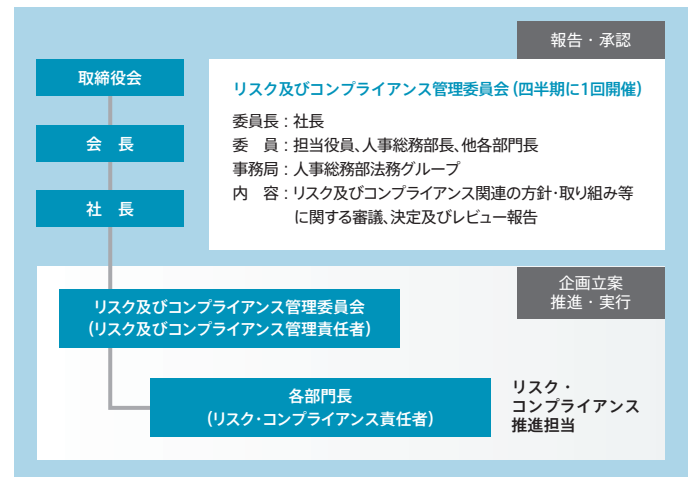 報告・承認
取締役会
会　長
社　長
リスク及びコンプライアンス管理委員会（四半期に1回開催）
委員長：社長
委　員：担当役員、人事総務部長、他各部門長
事務局：人事総務部法務グループ
内　容：リスク及びコンプライアンス関連の方針・取り組み等
に関する審議、決定及びレビュー報告
企画立案
推進・実行
リスク及びコンプライアンス管理委員会
（リスク及びコンプライアンス管理責任者）
各部門長
（リスク・コンプライアンス責任者）
リスク・
コンプライアンス
推進担当